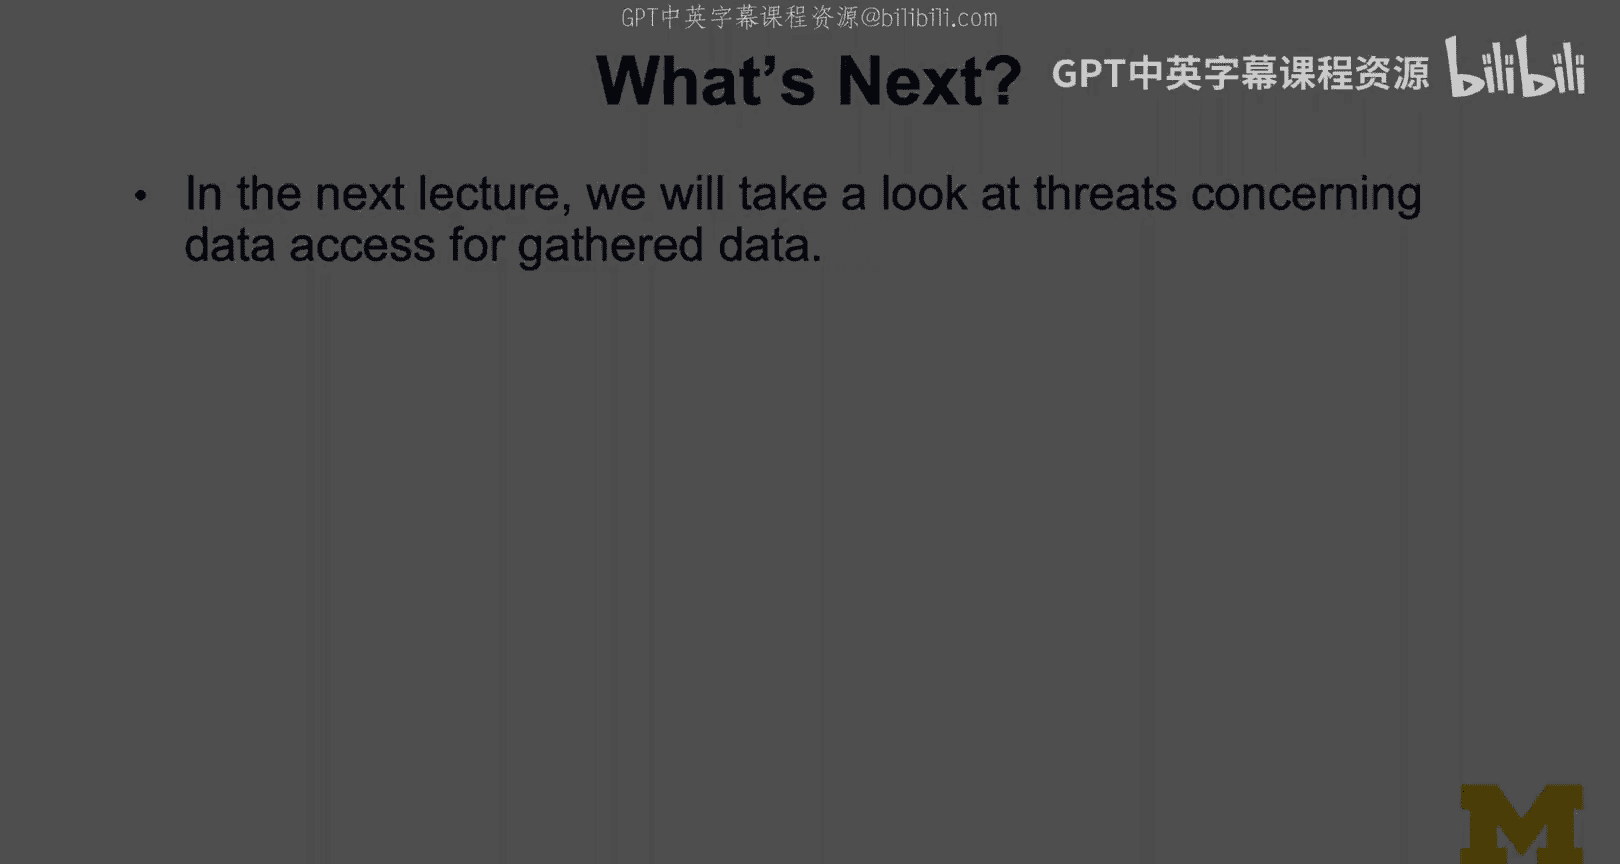 GPT中英字幕课程资源@bilibili.com
What's Next?
GPT中英字幕课程资源 bilibili
• In the next lecture, we will take a look at threats concerning
data access for gathered data.
M